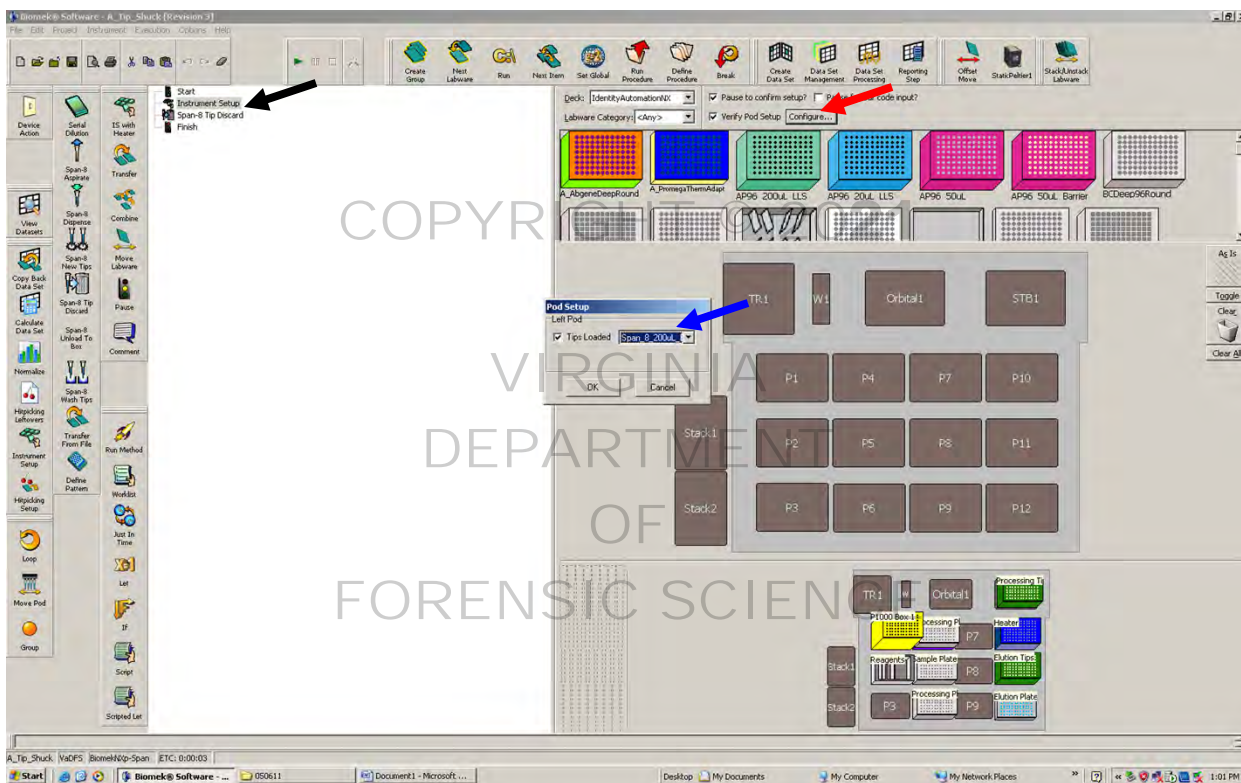 Biomek® Software - A_Tip_Shuck [Revision 3]
File Edit Project Instrument Execution Options Help
Create Group
Nest Labware
Run
Next Item
Set Global
Run Procedure
Define Procedure
Break
Create Data Set
Data Set Management
Data Set Processing
Reporting Step
Offset Move
StaticPeltier1
Stack/Unstack Labware
Device Action
View Datasets
Copy Back Data Set
Calculate Data Set
Normalize
Hitpicking Leftovers
Instrument Setup
Hitpicking Setup
Loop
Move Pod
Group
Serial Dilution
Span-8 Aspirate
Span-8 Dispense
Span-8 New Tips
Span-8 Tip Discard
Span-8 Unload To Box
Span-8 Wash Tips
Transfer From File
Define Pattern
IS with Heater
Transfer
Combine
Move Labware
Pause
Comment
Run Method
Worklist
Just In Time
Let
If
Script
Scripted Let
Start
Instrument Setup
Span-8 Tip Discard
Finish
Deck: IdentityAutomationNX
Pause to confirm setup?
code input?
Labware Category: <Any>
Verify Pod Setup
Configure...
A_AbgeneDeepRound
A_PromegaThermAdapt
AP96 200uL LLS
AP96 20uL LLS
AP96 50uL
AP96 50uL Barrier
BCDeep96Round
COPYRIGHT © 2021
VIRGINIA
DEPARTMENT
OF
FORENSIC SCIENCE
As Is
Toggle
Clear
Clear All
TR1
W1
Orbital1
STB1
P1
P4
P7
P10
Stack1
P2
P5
P8
P11
Stack2
P3
P6
P9
P12
Pod Setup
Left Pod
Tips Loaded
Span_8_200uL_
OK
Cancel
TR1
W
Orbital1
Processing Ti
P1000 Box 1
rocessing Pl
P7
Heater
Stack1
Reagents
Sample Plate
P8
Elution Tips
Stack2
P3
Processing Pl
P9
Elution Plate
A_Tip_Shuck
VaDFS
BiomekNXp-Span
ETC: 0:00:03
Start
Biomek® Software - ...
050611
Document1 - Microsoft ...
Desktop
My Documents
My Computer
My Network Places
1:01 PM